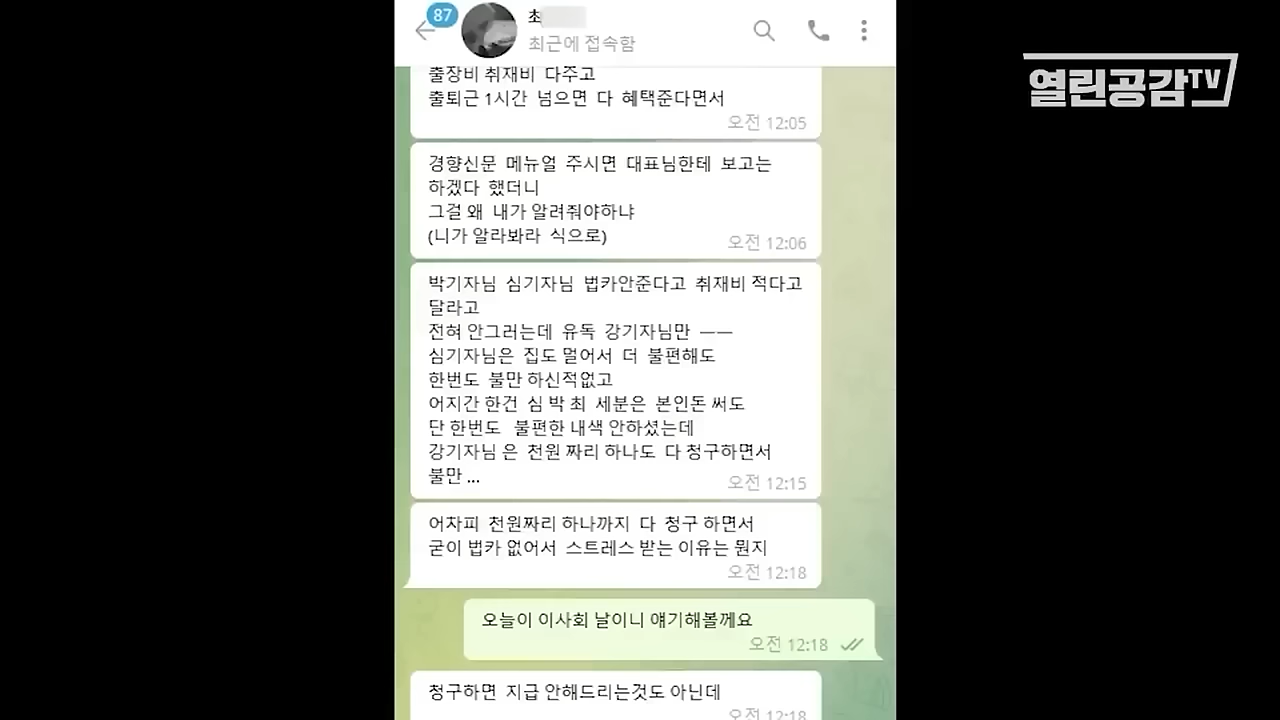 87
최
최근에 접속함
열린공감TV
출장비 취재비 다주고
출퇴근 1시간 넘으면 다 혜택준다면서
오전 12:05
경향신문 메뉴얼 주시면 대표님한테 보고는
하겠다 했더니
그걸 왜 내가 알려줘야하냐
(니가 알라봐라 식으로)
오전 12:06
박기자님 심기자님 법카안준다고 취재비 적다고
달라고
전혀 안그러는데 유독 강기자님만 ㅡㅡ
심기자님은 집도 멀어서 더 불편해도
한번도 불만 하신적없고
어지간 한건 심 박 최 세분은 본인돈 써도
단 한번도 불편한 내색 안하셨는데
강기자님 은 천원 짜리 하나도 다 청구하면서
불만 ...
오전 12:15
어차피 천원짜리 하나까지 다 청구 하면서
굳이 법카 없어서 스트레스 받는 이유는 뭔지
오전 12:18
오늘이 이사회 날이니 얘기해볼께요
오전 12:18
청구하면 지급 안해드리는것도 아닌데
오전 12:18